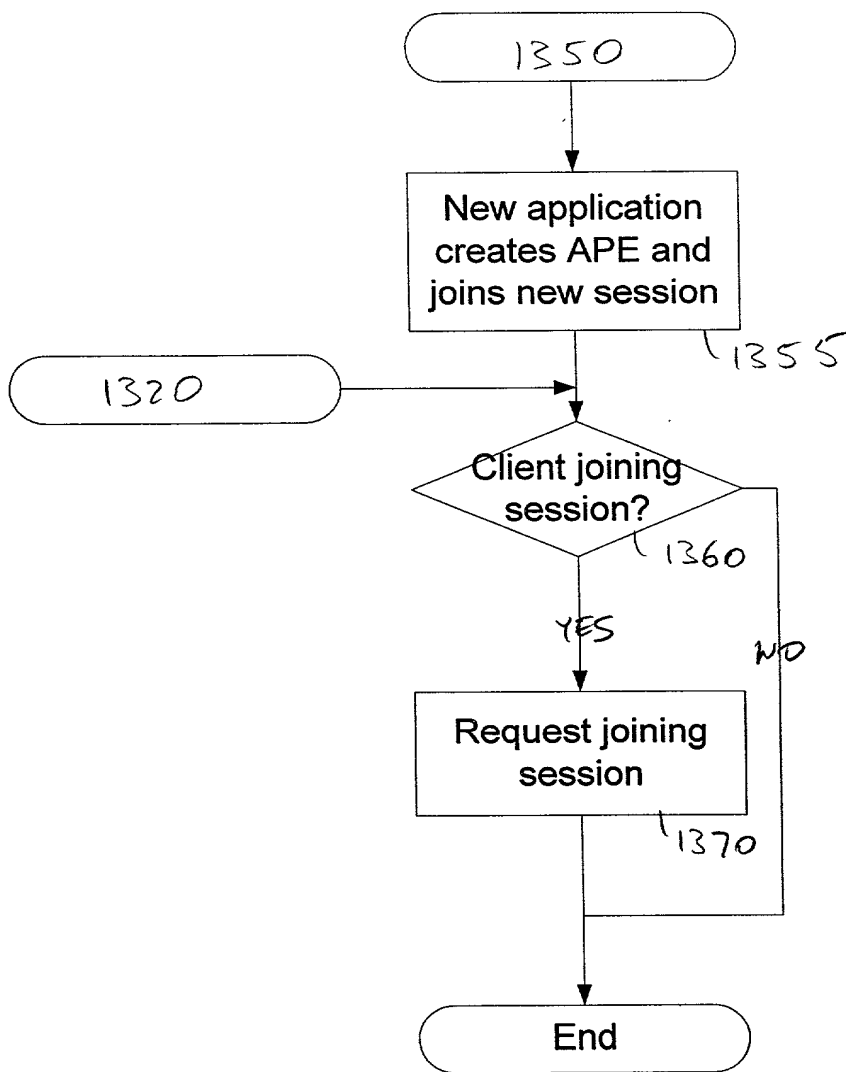 1350
New application
creates APE and
joins new session
1355
1320
Client joining
session?
1360
YES
NO
Request joining
session
1370
End